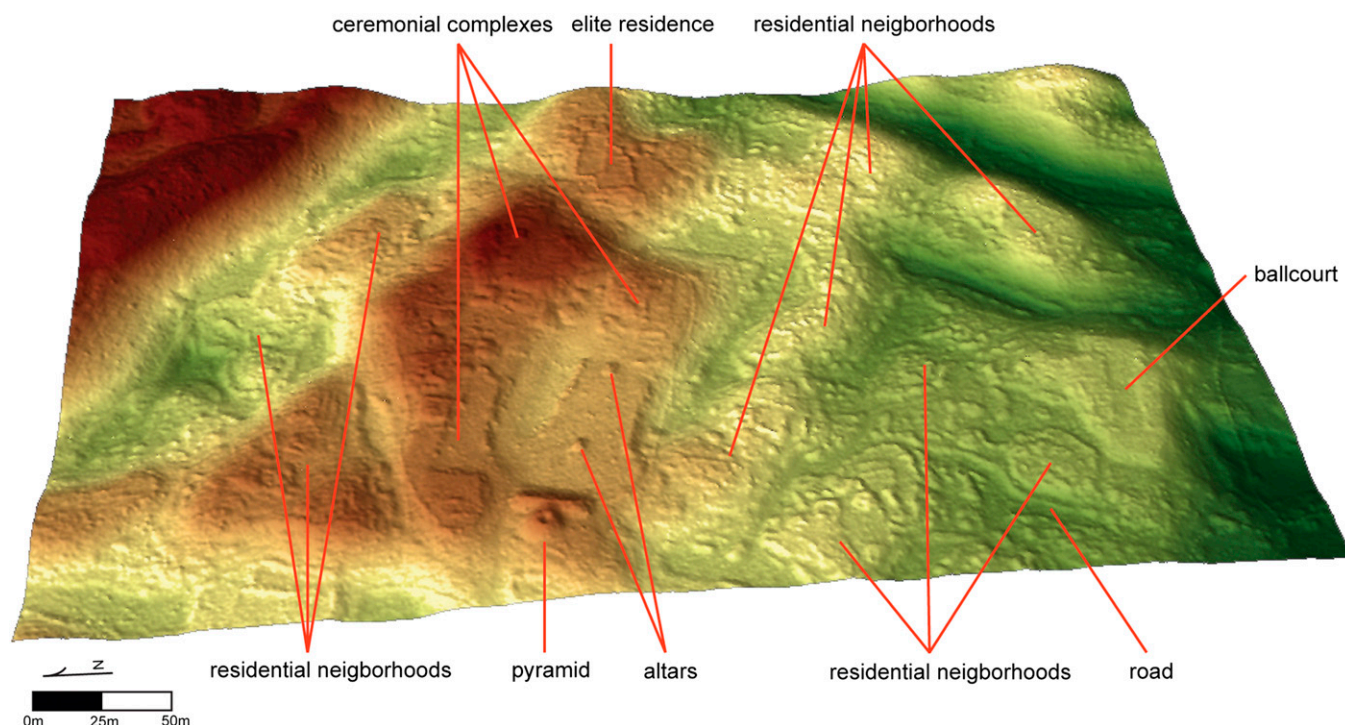 ceremonial complexes elite residence residential neigborhoods
ballcourt
residential neigborhoods pyramid altars residential neigborhoods road
Z
0m 25m 50m